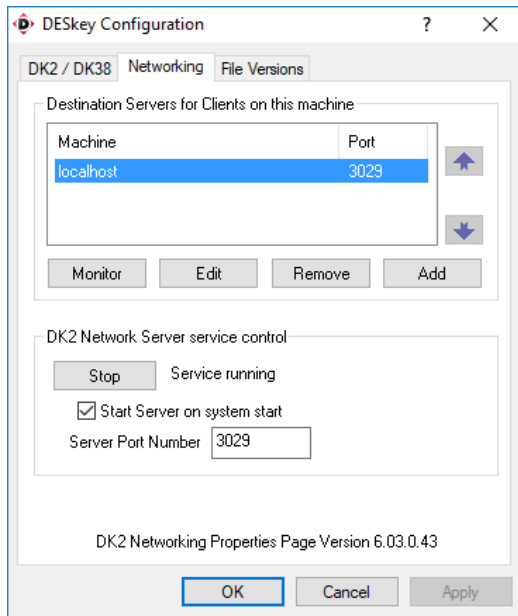 DESkey Configuration
DK2 / DK38 Networking File Versions
Destination Servers for Clients on this machine
Machine Port
localhost 3029
Monitor Edit Remove Add
DK2 Network Server service control
Stop Service running
Start Server on system start
Server Port Number 3029
DK2 Networking Properties Page Version 6.03.0.43
OK Cancel Apply